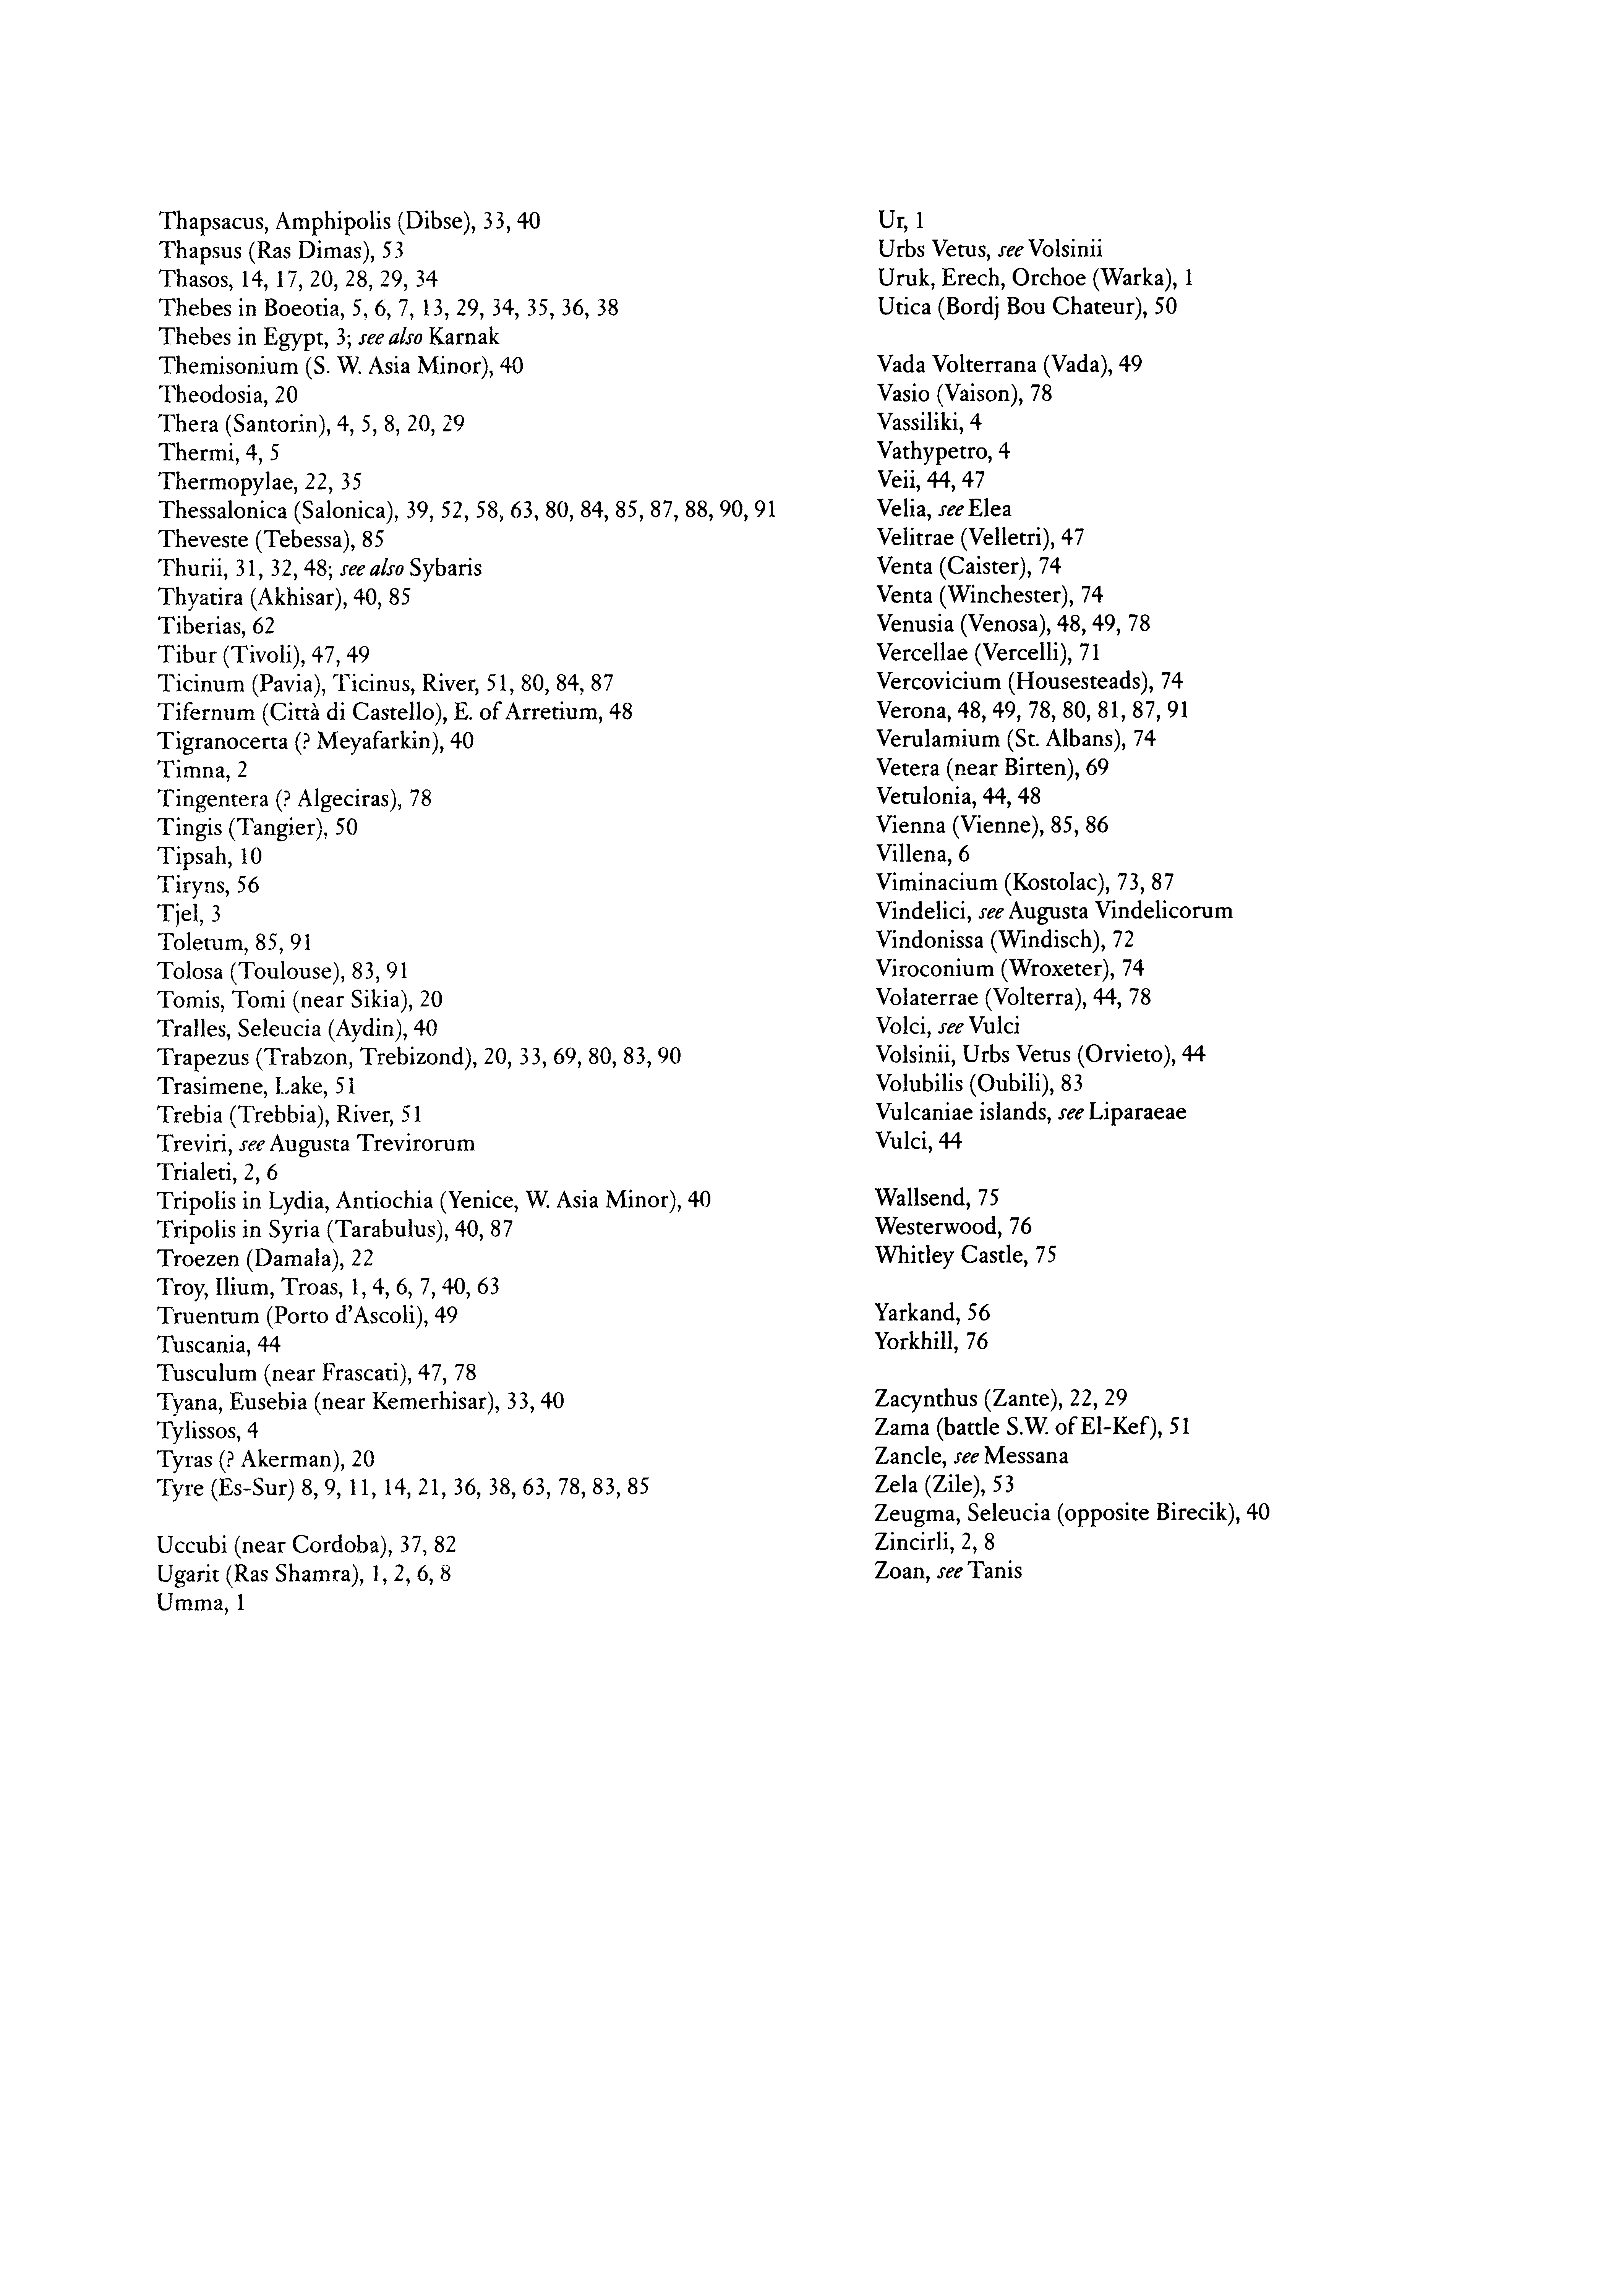 Thapsacus, Amphipolis (Dibse), 33, 40
Thapsus (Ras Dimas), 53
Thasos, 14, 17, 20, 28, 29, 34
Thebes in Boeotia, 5, 6, 7, 13, 29, 34, 35, 36, 38
Thebes in Egypt, 3; see also Karnak
Themisonium (S. W. Asia Minor), 40
Theodosia, 20
Thera (Santorin), 4, 5, 8, 20, 29
Thermi, 4, 5
Thermopylae, 22, 35
Thessalonica (Salonica), 39, 52, 58, 63, 80, 84, 85, 87, 88, 90, 91
Theveste (Tebessa), 85
Thurii, 31, 32, 48; see also Sybaris
Thyatira (Akhisar), 40, 85
Tiberias, 62
Tibur (Tivoli), 47, 49
Ticinum (Pavia), Ticinus, River, 51, 80, 84, 87
Tifernum (Città di Castello), E. of Arretium, 48
Tigranocerta (? Meyafarkin), 40
Timna, 2
Tingentera (? Algeciras), 78
Tingis (Tangier), 50
Tipsah, 10
Tiryns, 56
Tjel, 3
Toletum, 85, 91
Tolosa (Toulouse), 83, 91
Tomis, Tomi (near Sikia), 20
Tralles, Seleucia (Aydin), 40
Trapezus (Trabzon, Trebizond), 20, 33, 69, 80, 83, 90
Trasimene, Lake, 51
Trebia (Trebbia), River, 51
Treviri, see Augusta Trevirorum
Trialeti, 2, 6
Tripolis in Lydia, Antiochia (Yenice, W. Asia Minor), 40
Tripolis in Syria (Tarabulus), 40, 87
Troezen (Damala), 22
Troy, Ilium, Troas, 1, 4, 6, 7, 40, 63
Truentum (Porto d'Ascoli), 49
Tuscania, 44
Tusculum (near Frascati), 47, 78
Tyana, Eusebia (near Kemerhisar), 33, 40
Tylissos, 4
Tyras (? Akerman), 20
Tyre (Es-Sur) 8, 9, 11, 14, 21, 36, 38, 63, 78, 83, 85

Uccubi (near Cordoba), 37, 82
Ugarit (Ras Shamra), 1, 2, 6, 8
Umma, 1
Ur, 1
Urbs Vetus, see Volsinii
Uruk, Erech, Orchoe (Warka), 1
Utica (Bordj Bou Chateur), 50

Vada Volterrana (Vada), 49
Vasio (Vaison), 78
Vassiliki, 4
Vathypetro, 4
Veii, 44, 47
Velia, see Elea
Velitrae (Velletri), 47
Venta (Caister), 74
Venta (Winchester), 74
Venusia (Venosa), 48, 49, 78
Vercellae (Vercelli), 71
Vercovicium (Housesteads), 74
Verona, 48, 49, 78, 80, 81, 87, 91
Verulamium (St. Albans), 74
Vetera (near Birten), 69
Vetulonia, 44, 48
Vienna (Vienne), 85, 86
Villena, 6
Viminacium (Kostolac), 73, 87
Vindelici, see Augusta Vindelicorum
Vindonissa (Windisch), 72
Viroconium (Wroxeter), 74
Volaterrae (Volterra), 44, 78
Volci, see Vulci
Volsinii, Urbs Vetus (Orvieto), 44
Volubilis (Oubili), 83
Vulcaniae islands, see Liparaeae
Vulci, 44

Wallsend, 75
Westerwood, 76
Whitley Castle, 75

Yarkand, 56
Yorkhill, 76

Zacynthus (Zante), 22, 29
Zama (battle S.W. of El-Kef), 51
Zancle, see Messana
Zela (Zile), 53
Zeugma, Seleucia (opposite Birecik), 40
Zincirli, 2, 8
Zoan, see Tanis